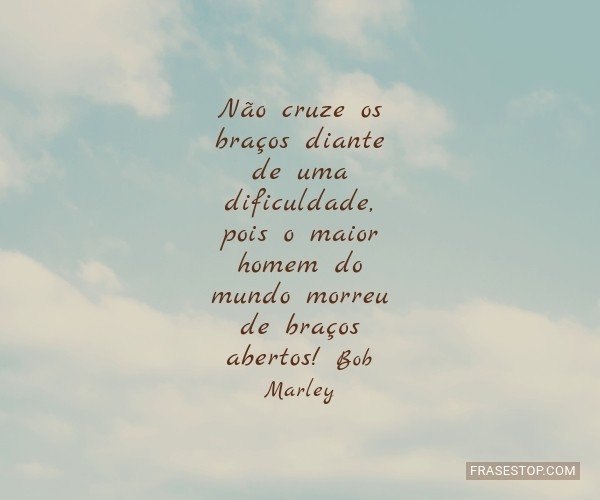 Não cruze os
braços diante
de uma
dificuldade,
pois o maior
homem do
mundo morreu
de braços
abertos! Bob
Marley
FRASESTOP.COM